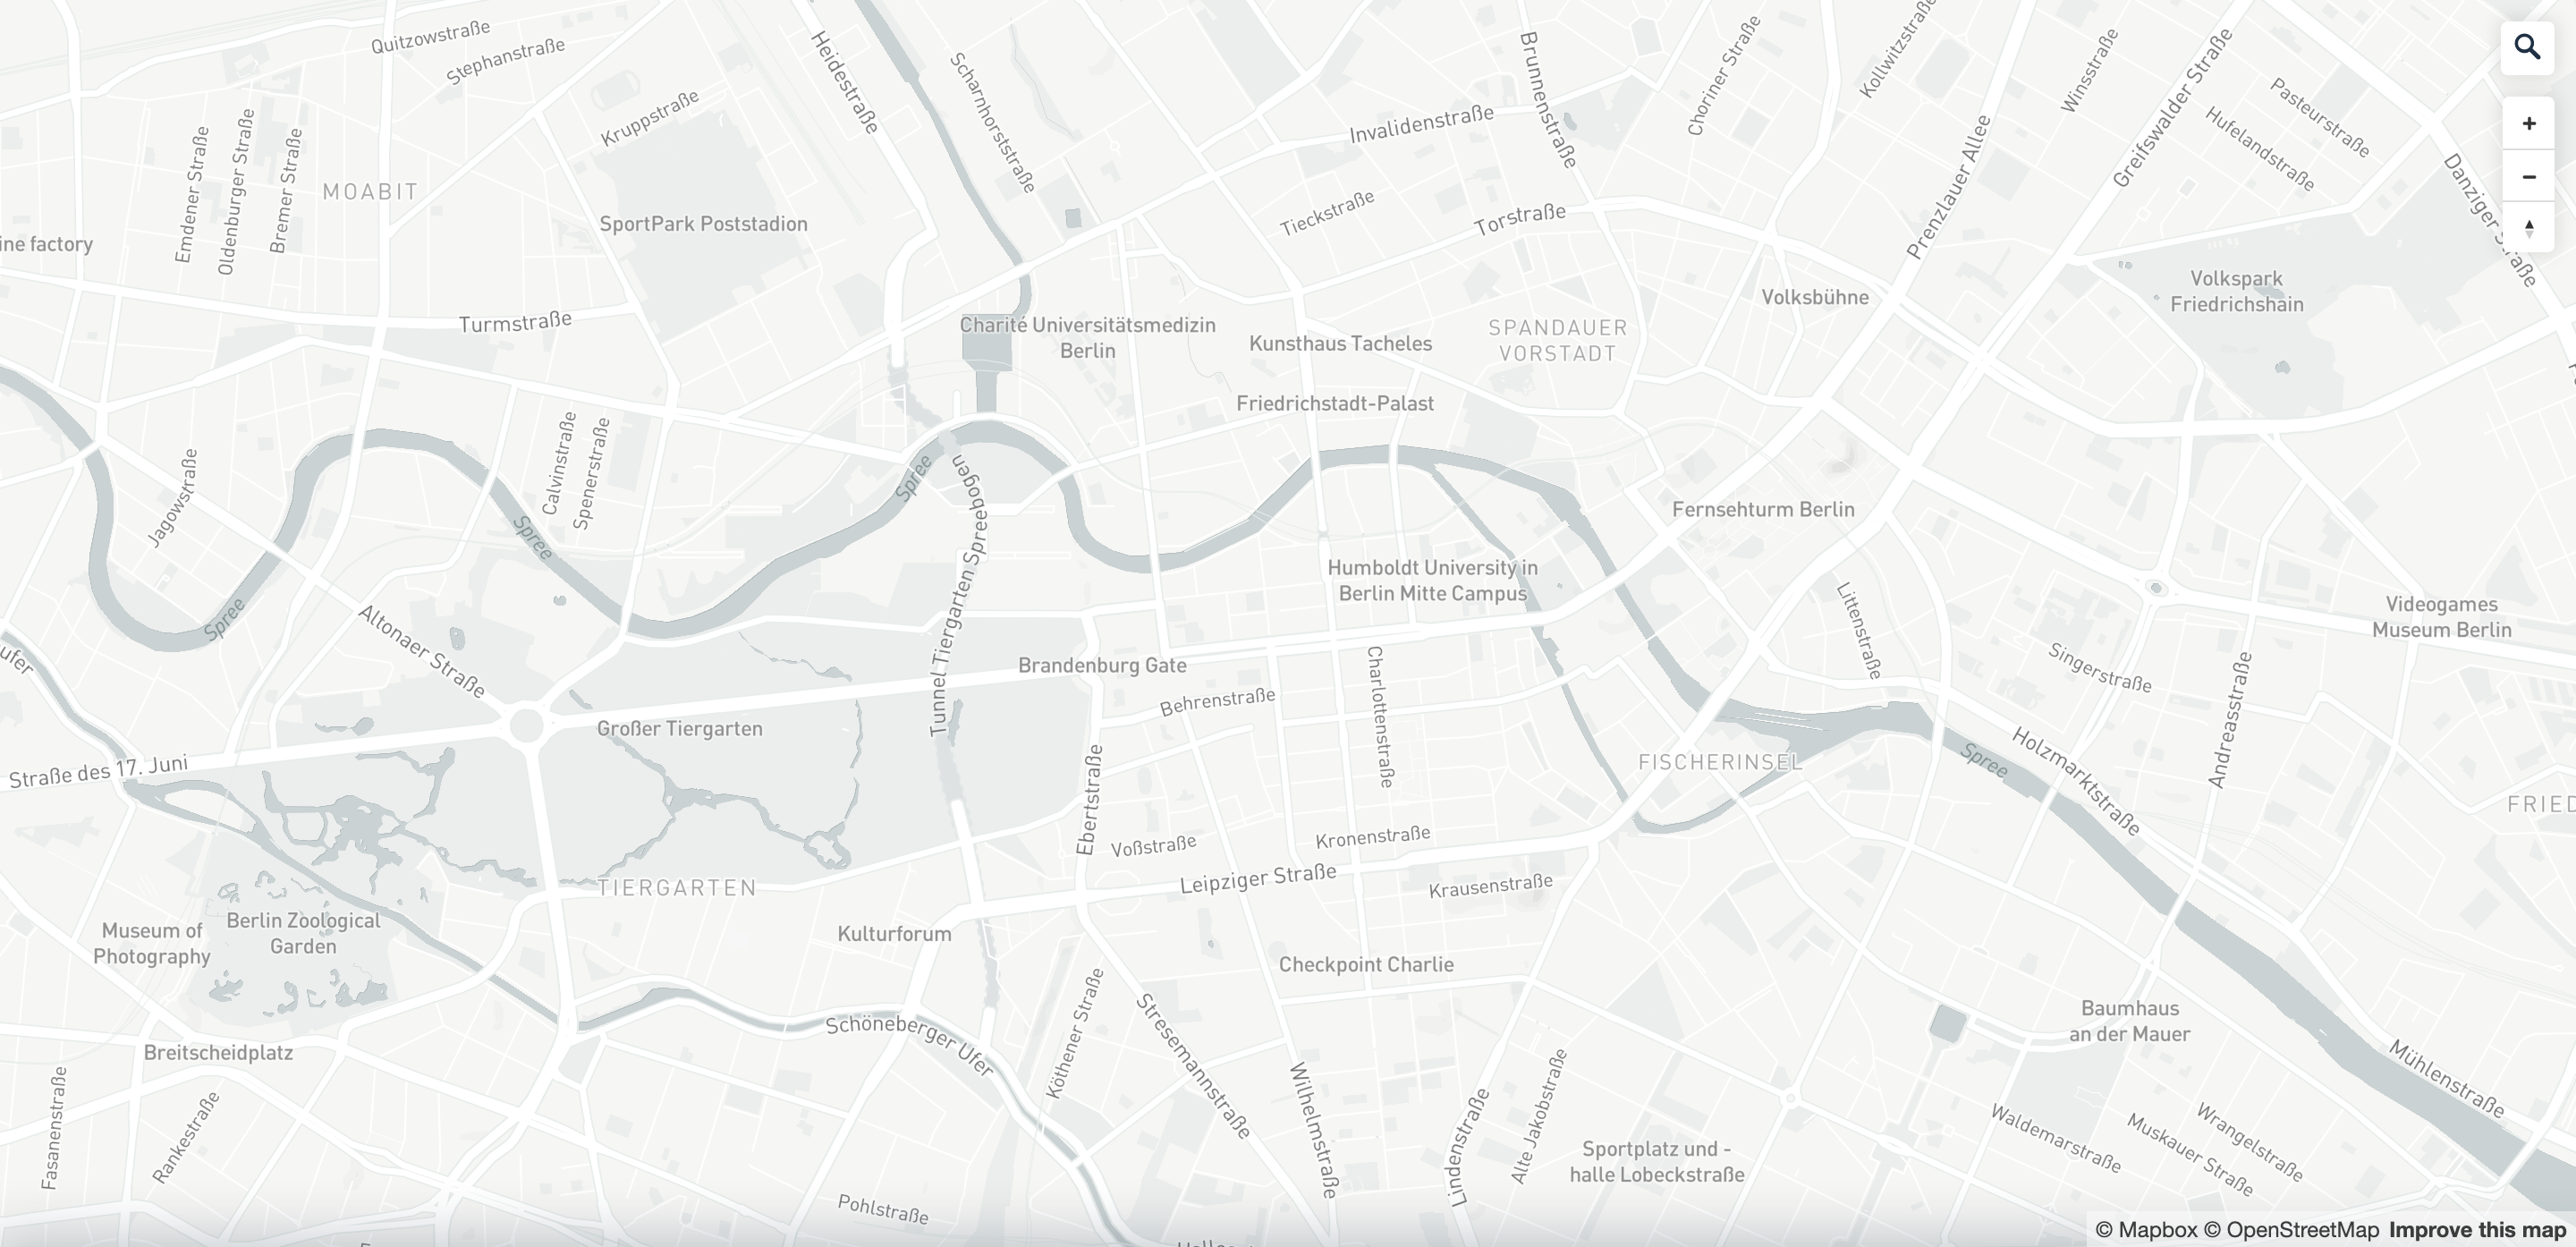 Quitzowstraße
Stephanstraße
Heidestraße
Scharnhorststraße
Brunnenstraße
Choriner Straße
Kollwitzstraße
Winsstraße
Greifswalder Straße
Pasteurstraße
Hufelandstraße
Kruppstraße
Invalidenstraße
+
−
Emdener Straße
Oldenburger Straße
Bremer Straße
MOABIT
SportPark Poststadion
Tieckstraße
Torstraße
Prenzlauer Allee
Danziger Straße
ine factory
Volkspark
Friedrichshain
Volksbühne
Turmstraße
Charité Universitätsmedizin
Berlin
Kunsthaus Tacheles
SPANDAUER
VORSTADT
Friedrichstadt-Palast
Jagowstraße
Calvinstraße
Spenerstraße
Spree
Spree
Spree
Tunnel Tiergarten Spreebogen
Fernsehturm Berlin
Humboldt University in
Berlin Mitte Campus
Littenstraße
Videogames
Museum Berlin
ufer
Altonaer Straße
Brandenburg Gate
Behrenstraße
Charlottenstraße
Singerstraße
Andreasstraße
Großer Tiergarten
Straße des 17. Juni
Ebertstraße
FISCHERINSEL
Spree
Holzmarktstraße
FRIED
Voßstraße
Kronenstraße
Leipziger Straße
Krausenstraße
TIERGARTEN
Museum of
Photography
Berlin Zoological
Garden
Kulturforum
Checkpoint Charlie
Breitscheidplatz
Schöneberger Ufer
Köthener Straße
Stresemannstraße
Wilhelmstraße
Baumhaus
an der Mauer
Mühlenstraße
Fasanenstraße
Rankestraße
Lindenstraße
Alte Jakobstraße
Sportplatz und -
halle Lobeckstraße
Waldemarstraße
Muskauer Straße
Wrangelstraße
Pohlstraße
© Mapbox © OpenStreetMap Improve this map